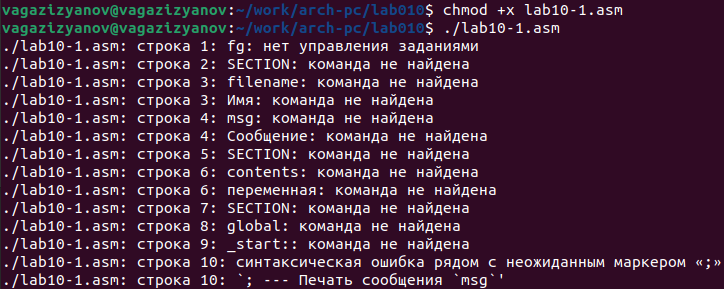 vagazizyanov@vagazizyanov:~/work/arch-pc/lab010$ chmod +x lab10-1.asm
vagazizyanov@vagazizyanov:~/work/arch-pc/lab010$ ./lab10-1.asm
./lab10-1.asm: строка 1: fg: нет управления заданиями
./lab10-1.asm: строка 2: SECTION: команда не найдена
./lab10-1.asm: строка 3: filename: команда не найдена
./lab10-1.asm: строка 3: Имя: команда не найдена
./lab10-1.asm: строка 4: msg: команда не найдена
./lab10-1.asm: строка 4: Сообщение: команда не найдена
./lab10-1.asm: строка 5: SECTION: команда не найдена
./lab10-1.asm: строка 6: contents: команда не найдена
./lab10-1.asm: строка 6: переменная: команда не найдена
./lab10-1.asm: строка 7: SECTION: команда не найдена
./lab10-1.asm: строка 8: global: команда не найдена
./lab10-1.asm: строка 9: _start:: команда не найдена
./lab10-1.asm: строка 10: синтаксическая ошибка рядом с неожиданным маркером «;»
./lab10-1.asm: строка 10: `; --- Печать сообщения `msg`'